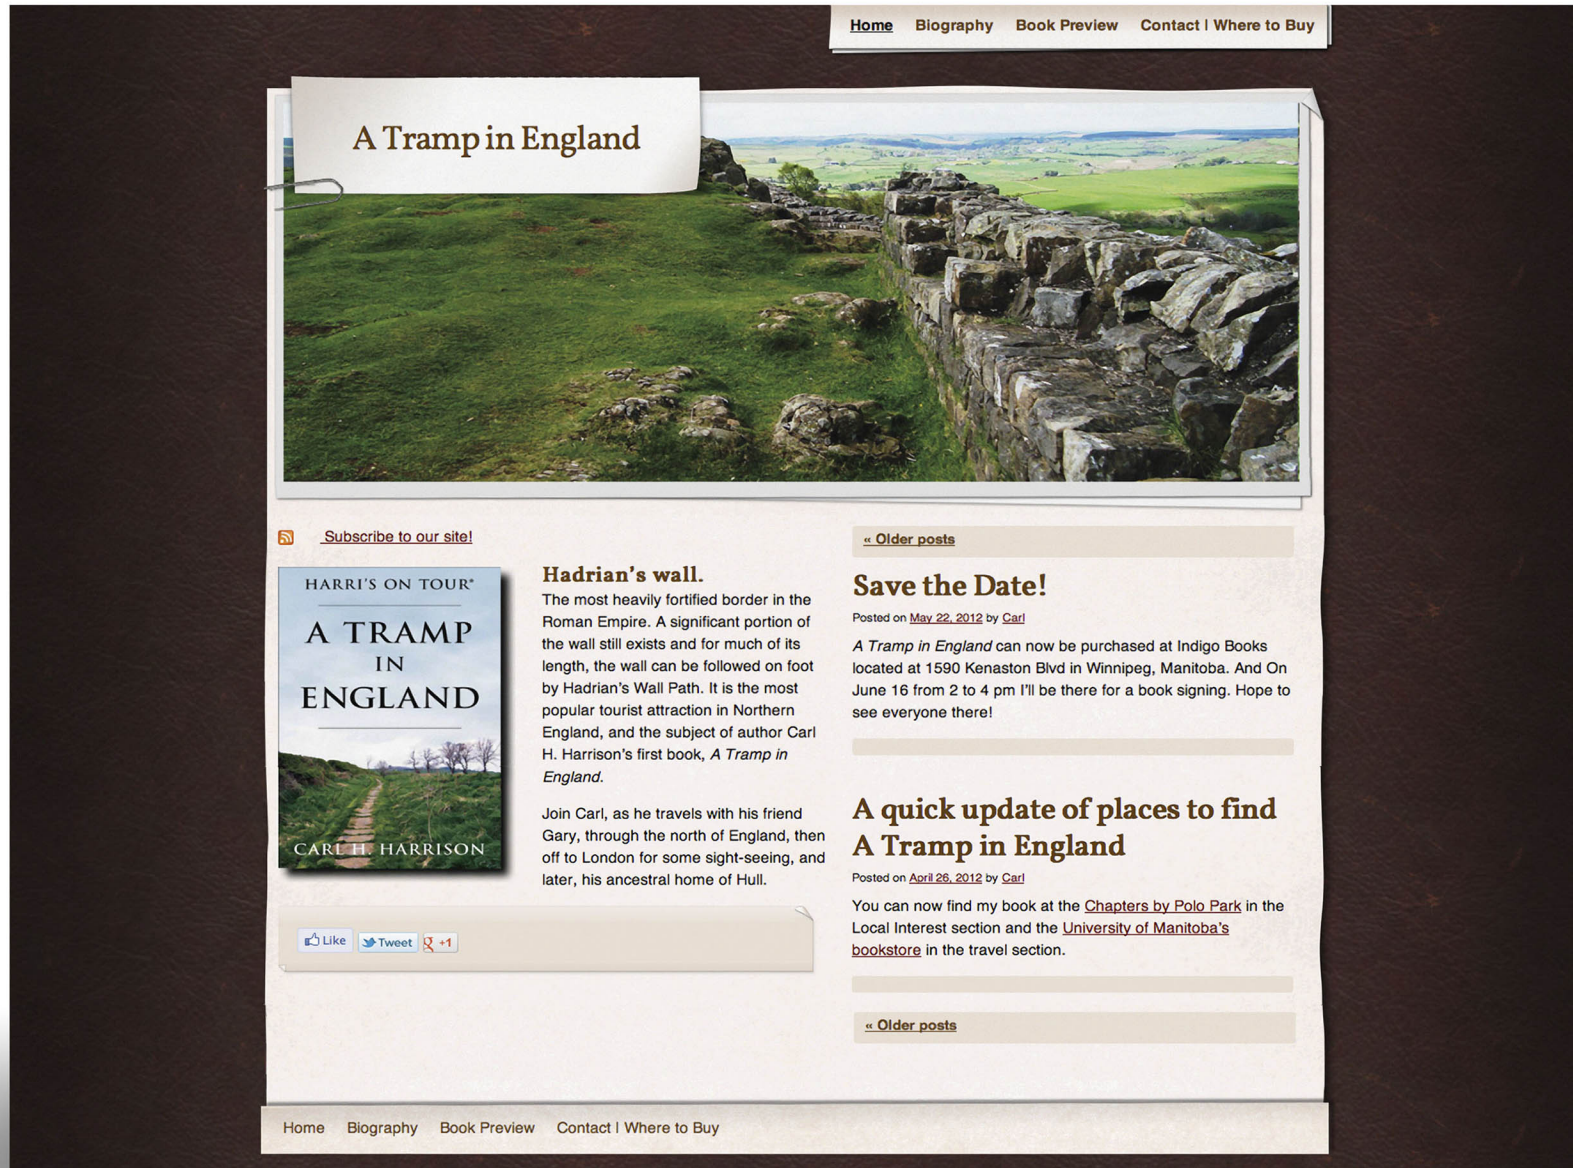 Home Biography Book Preview Contact | Where to Buy
A Tramp in England
Subscribe to our site!
HARRI'S ON TOUR*
A TRAMP
IN
ENGLAND
CARL H. HARRISON
Hadrian's wall.
The most heavily fortified border in the
Roman Empire. A significant portion of
the wall still exists and for much of its
length, the wall can be followed on foot
by Hadrian's Wall Path. It is the most
popular tourist attraction in Northern
England, and the subject of author Carl
H. Harrison's first book, A Tramp in
England.
Join Carl, as he travels with his friend
Gary, through the north of England, then
off to London for some sight-seeing, and
later, his ancestral home of Hull.
Like Tweet +1
« Older posts
Save the Date!
Posted on May 22, 2012 by Carl
A Tramp in England can now be purchased at Indigo Books
located at 1590 Kenaston Blvd in Winnipeg, Manitoba. And On
June 16 from 2 to 4 pm I'll be there for a book signing. Hope to
see everyone there!
A quick update of places to find
A Tramp in England
Posted on April 26, 2012 by Carl
You can now find my book at the Chapters by Polo Park in the
Local Interest section and the University of Manitoba's
bookstore in the travel section.
« Older posts
Home Biography Book Preview Contact | Where to Buy